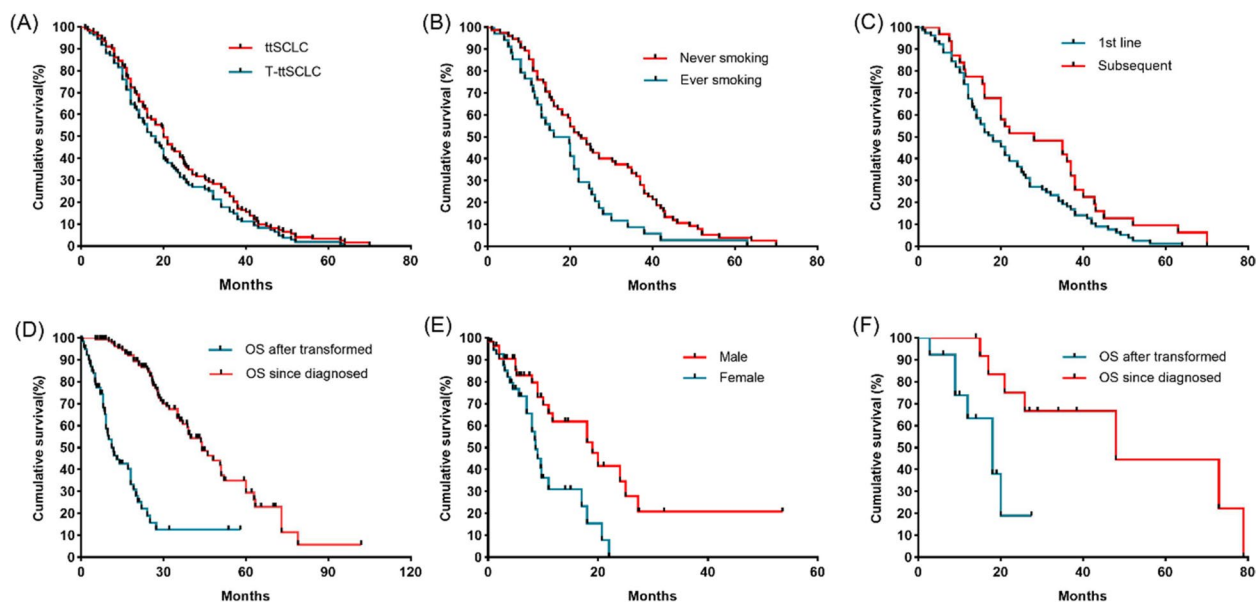 (A)
ttSCLC
T-ttSCLC
Cumulative survival(%)
100
90
80
70
60
50
40
30
20
10
0
0 20 40 60 80
Months
(B)
Never smoking
Ever smoking
Cumulative survival(%)
100
90
80
70
60
50
40
30
20
10
0
0 20 40 60 80
Months
(C)
1st line
Subsequent
Cumulative survival(%)
100
90
80
70
60
50
40
30
20
10
0
0 20 40 60 80
Months
(D)
OS after transformed
OS since diagnosed
Cumulative survival(%)
100
90
80
70
60
50
40
30
20
10
0
0 30 60 90 120
Months
(E)
Male
Female
Cumulative survival(%)
100
90
80
70
60
50
40
30
20
10
0
0 20 40 60
Months
(F)
OS after transformed
OS since diagnosed
Cumulative survival (%)
100
90
80
70
60
50
40
30
20
10
0
0 20 40 60 80
Months